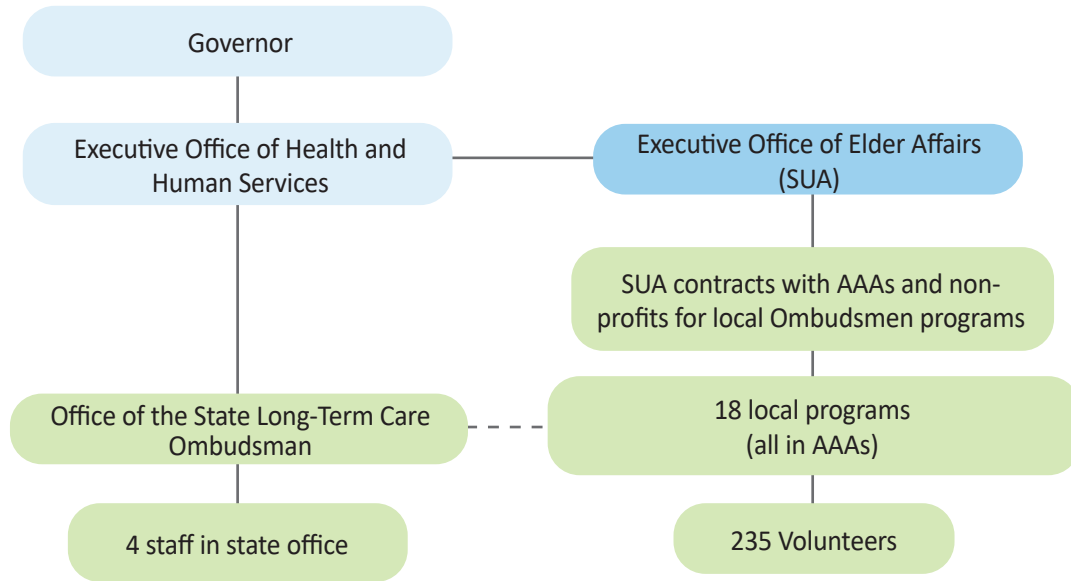 Governor
Executive Office of Health and
Human Services
Executive Office of Elder Affairs
(SUA)
SUA contracts with AAAs and non-
profits for local Ombudsmen programs
Office of the State Long-Term Care
Ombudsman
18 local programs
(all in AAAs)
4 staff in state office
235 Volunteers